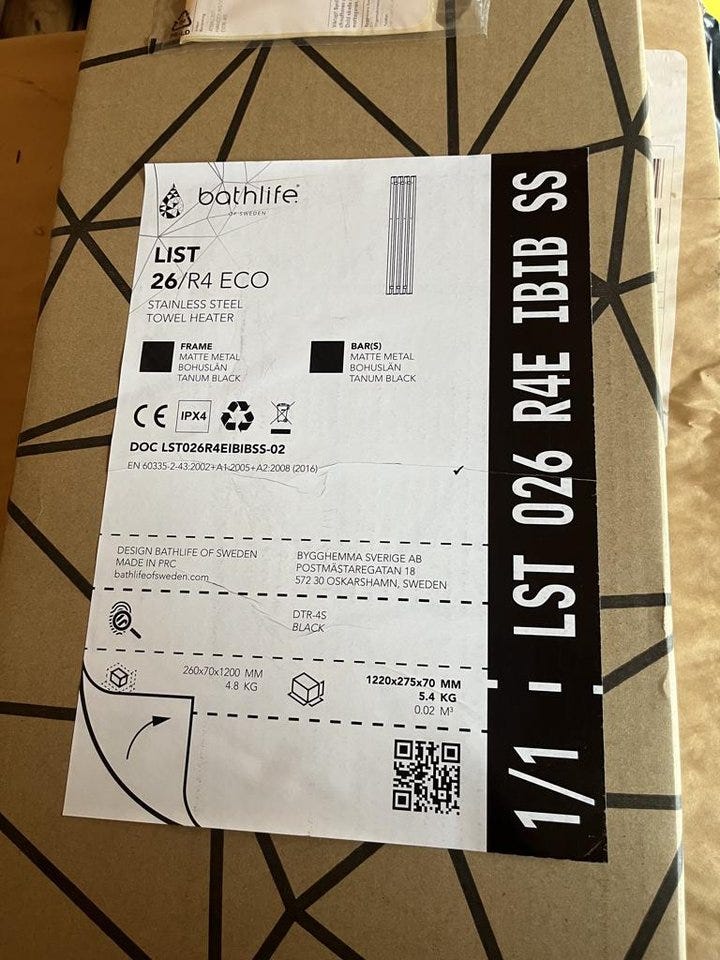 bathlife
OF SWEDEN
LIST
26/R4 ECO
STAINLESS STEEL
TOWEL HEATER
FRAME
MATTE METAL
BOHUSLÄN
TANUM BLACK
BAR(S)
MATTE METAL
BOHUSLÄN
TANUM BLACK
CE IPX4
DOC LST026R4EIBIBSS-02
EN 60335-2-43:2002+A1:2005+A2:2008 (2016)
DESIGN BATHLIFE OF SWEDEN
MADE IN PRC
bathlifeofsweden.com
BYGGHEMMA SVERIGE AB
POSTMÄSTAREGATAN 18
572 30 OSKARSHAMN, SWEDEN
DTR-4S
BLACK
260x70x1200 MM
4.8 KG
1220x275x70 MM
5.4 KG
0.02 M³
1/1 - LST 026 R4E IBIB SS